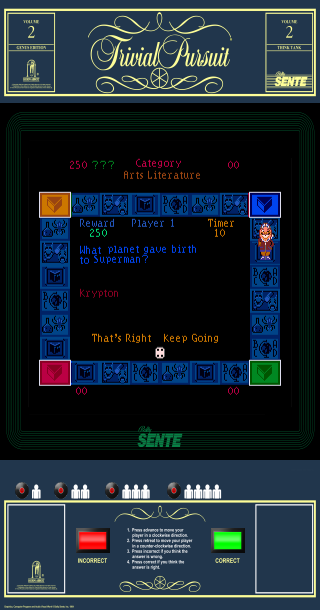 VOLUME
2
GENUS EDITION
Trivial Pursuit
VOLUME
2
THINK TANK
Bally
SENTE
250 ???
Category
00
Arts Literature
Reward
Player 1
Timer
250
10
What planet gave birth
to Superman?
Krypton
That's Right Keep Going
00
00
Bally
SENTE
INCORRECT
1. Press advance to move your
player in a clockwise direction.
2. Press retreat to move your player
in a counter-clockwise direction.
3. Press incorrect if you think the
answer is wrong.
4. Press correct if you think the
answer is right.
CORRECT